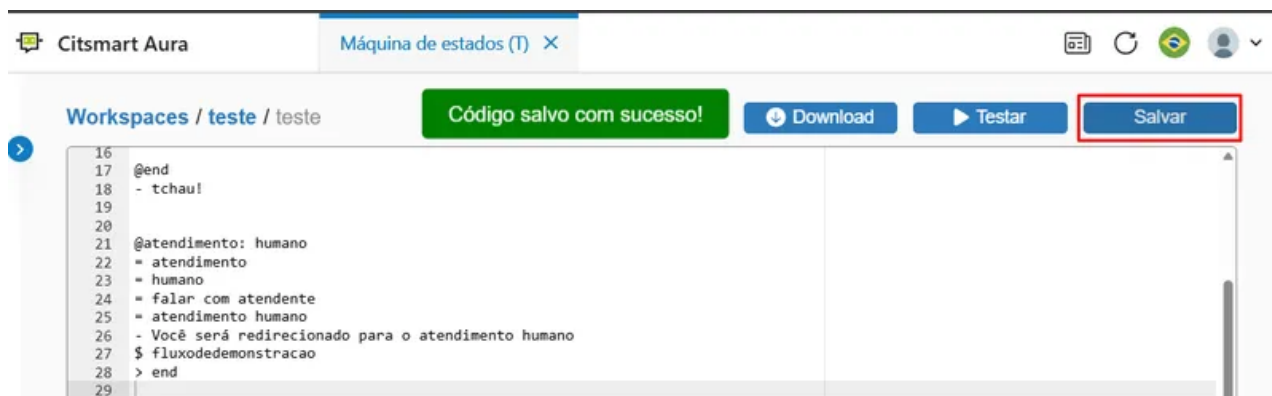 Citsmart Aura
Máquina de estados (T) ✕
Workspaces / teste / teste
Código salvo com sucesso!
Download
Testar
Salvar
16
17 @end
18 - tchau!
19
20
21 @atendimento: humano
22 = atendimento
23 = humano
24 = falar com atendente
25 = atendimento humano
26 - Você será redirecionado para o atendimento humano
27 $ fluxodedemonstracao
28 > end
29